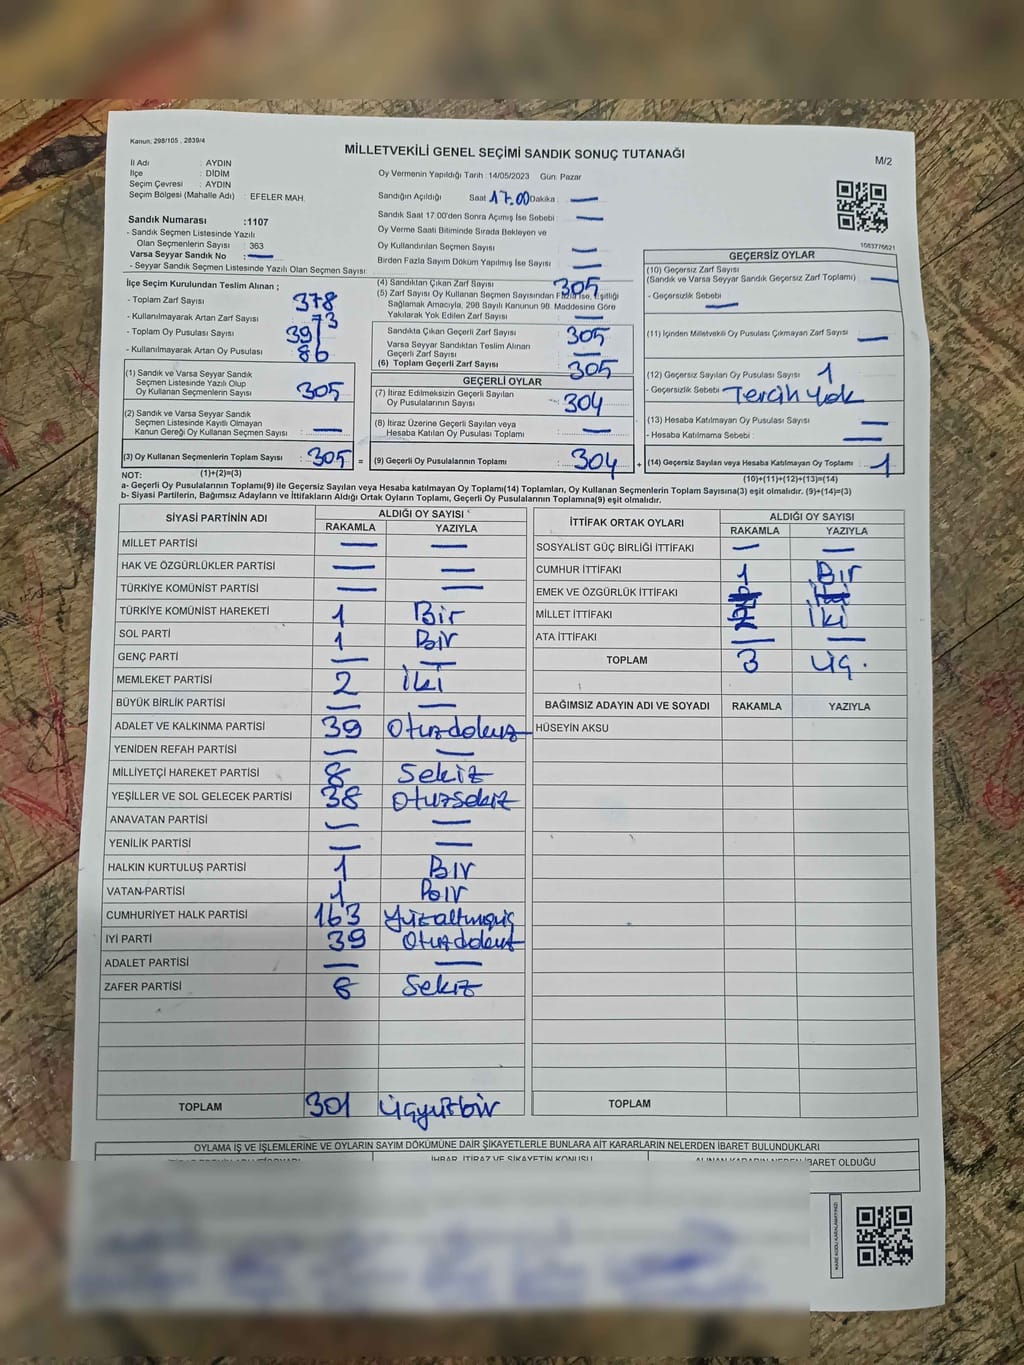 Kanun: 298/105 , 2839/4
MİLLETVEKİLİ GENEL SEÇİMİ SANDIK SONUÇ TUTANAĞI
M/2
İl Adı : AYDIN
İlçe : DİDİM
Seçim Çevresi : AYDIN
Seçim Bölgesi (Mahalle Adı) : EFELER MAH.
Sandık Numarası :1107
- Sandık Seçmen Listesinde Yazılı
Olan Seçmenlerin Sayısı : 363
Varsa Seyyar Sandık No : —
- Seyyar Sandık Seçmen Listesinde Yazılı Olan Seçmen Sayısı:
Oy Vermenin Yapıldığı Tarih :14/05/2023 Gün: Pazar
Sandığın Açıldığı Saat 17.00 Dakika : —
Sandık Saat 17.00'den Sonra Açımış İse Sebebi : —
Oy Verme Saati Bitiminde Sırada Bekleyen ve
Oy Kullandırılan Seçmen Sayısı : —
Birden Fazla Sayım Döküm Yapılmış İse Sayısı : —
1083776621
İlçe Seçim Kurulundan Teslim Alınan ;
- Toplam Zarf Sayısı : 378
- Kullanılmayarak Artan Zarf Sayısı : 73
- Toplam Oy Pusulası Sayısı : 391
- Kullanılmayarak Artan Oy Pusulası : 86
(4) Sandıktan Çıkan Zarf Sayısı : 305
(5) Zarf Sayısı Oy Kullanan Seçmen Sayısından Fazla İse, Eşitliği
Sağlamak Amacıyla, 298 Sayılı Kanunun 98. Maddesine Göre
Yakılarak Yok Edilen Zarf Sayısı : —
Sandıkta Çıkan Geçerli Zarf Sayısı : 305
Varsa Seyyar Sandıktan Teslim Alınan
Geçerli Zarf Sayısı : —
(6) Toplam Geçerli Zarf Sayısı : 305
GEÇERSİZ OYLAR
(10) Geçersiz Zarf Sayısı
(Sandık ve Varsa Seyyar Sandık Geçersiz Zarf Toplamı) : —
- Geçersizlik Sebebi : —
(11) İçinden Milletvekili Oy Pusulası Çıkmayan Zarf Sayısı : —
(12) Geçersiz Sayılan Oy Pusulası Sayısı : 1
- Geçersizlik Sebebi : Tercih Yok
(13) Hesaba Katılmayan Oy Pusulası Sayısı : —
- Hesaba Katılmama Sebebi : —
(14) Geçersiz Sayılan veya Hesaba Katılmayan Oy Toplamı : 1
(10)+(11)+(12)+(13)=(14)
(1) Sandık ve Varsa Seyyar Sandık
Seçmen Listesinde Yazılı Olup
Oy Kullanan Seçmenlerin Sayısı : 305
(2) Sandık ve Varsa Seyyar Sandık
Seçmen Listesinde Kayıtlı Olmayan
Kanun Gereği Oy Kullanan Seçmen Sayısı : —
(3) Oy Kullanan Seçmenlerin Toplam Sayısı : 305 =
(1)+(2)=(3)
GEÇERLİ OYLAR
(7) İtiraz Edilmeksizin Geçerli Sayılan
Oy Pusulalarının Sayısı : 304
(8) İtiraz Üzerine Geçerli Sayılan veya
Hesaba Katılan Oy Pusulası Toplamı : —
(9) Geçerli Oy Pusulalarının Toplamı : 304 +
NOT:
a- Geçerli Oy Pusulaları Toplamı(9) ile Geçersiz Sayılan veya Hesaba katılmayan Oy Toplamı(14) Toplamları, Oy Kullanan Seçmenlerin Toplam Sayısına(3) eşit olmalıdır. (9)+(14)=(3)
b- Siyasi Partilerin, Bağımsız Adayların ve İttifakların Aldığı Ortak Oyların Toplamı, Geçerli Oy Pusulalarının Toplamına(9) eşit olmalıdır.
SİYASİ PARTİNİN ADI ALDIĞI OY SAYISI
RAKAMLA YAZIYLA
MİLLET PARTİSİ — —
HAK VE ÖZGÜRLÜKLER PARTİSİ — —
TÜRKİYE KOMÜNİST PARTİSİ — —
TÜRKİYE KOMÜNİST HAREKETİ 1 Bir
SOL PARTİ 1 Bir
GENÇ PARTİ — —
MEMLEKET PARTİSİ 2 İki
BÜYÜK BİRLİK PARTİSİ — —
ADALET VE KALKINMA PARTİSİ 39 Otuzdokuz
YENİDEN REFAH PARTİSİ — —
MİLLİYETÇİ HAREKET PARTİSİ 8 Sekiz
YEŞİLLER VE SOL GELECEK PARTİSİ 38 Otuzsekiz
ANAVATAN PARTİSİ — —
YENİLİK PARTİSİ — —
HALKIN KURTULUŞ PARTİSİ 1 Bir
VATAN PARTİSİ 1 Bir
CUMHURİYET HALK PARTİSİ 163 Yüzaltmışüç
İYİ PARTİ 39 Otuzdokuz
ADALET PARTİSİ — —
ZAFER PARTİSİ 8 Sekiz
TOPLAM 301 Üçyüzbir
İTTİFAK ORTAK OYLARI ALDIĞI OY SAYISI
RAKAMLA YAZIYLA
SOSYALİST GÜÇ BİRLİĞİ İTTİFAKI — —
CUMHUR İTTİFAKI 1 Bir
EMEK VE ÖZGÜRLÜK İTTİFAKI
MİLLET İTTİFAKI İki
ATA İTTİFAKI — —
TOPLAM 3 Üç.
BAĞIMSIZ ADAYIN ADI VE SOYADI RAKAMLA YAZIYLA
HÜSEYİN AKSU
TOPLAM
OYLAMA İŞ VE İŞLEMLERİNE VE OYLARIN SAYIM DÖKÜMÜNE DAİR ŞİKAYETLERLE BUNLARA AİT KARARLARIN NELERDEN İBARET BULUNDUKLARI
İHBAR, İTİRAZ VE ŞİKAYETİN KONUSU
İBARET OLDUĞU